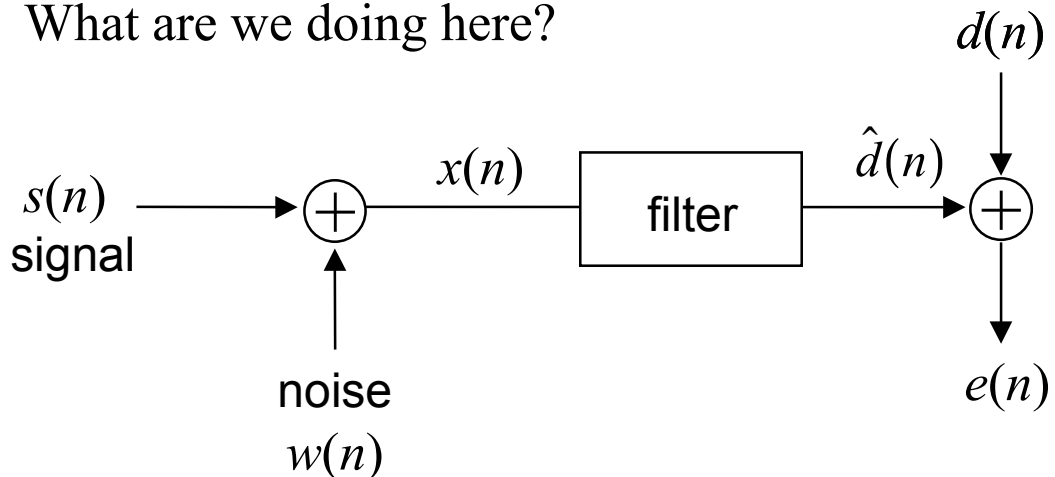 What are we doing here?
d(n)
s(n)
signal
+
x(n)
filter
d̂(n)
+
noise
w(n)
e(n)